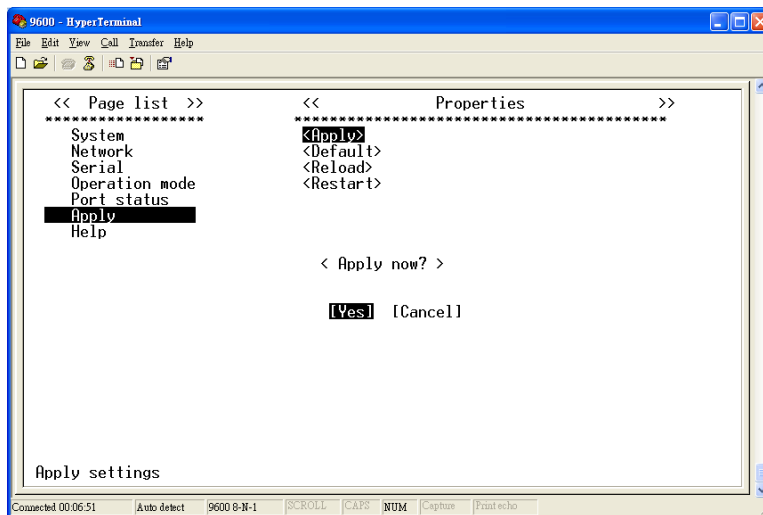 9600 - HyperTerminal
File Edit View Call Transfer Help
<< Page list >> << Properties >>
****************** ******************************************
System <Apply>
Network <Default>
Serial <Reload>
Operation mode <Restart>
Port status
Apply
Help
< Apply now? >
[Yes] [Cancel]
Apply settings
Connected 00:06:51 Auto detect 9600 8-N-1 SCROLL CAPS NUM Capture Print echo